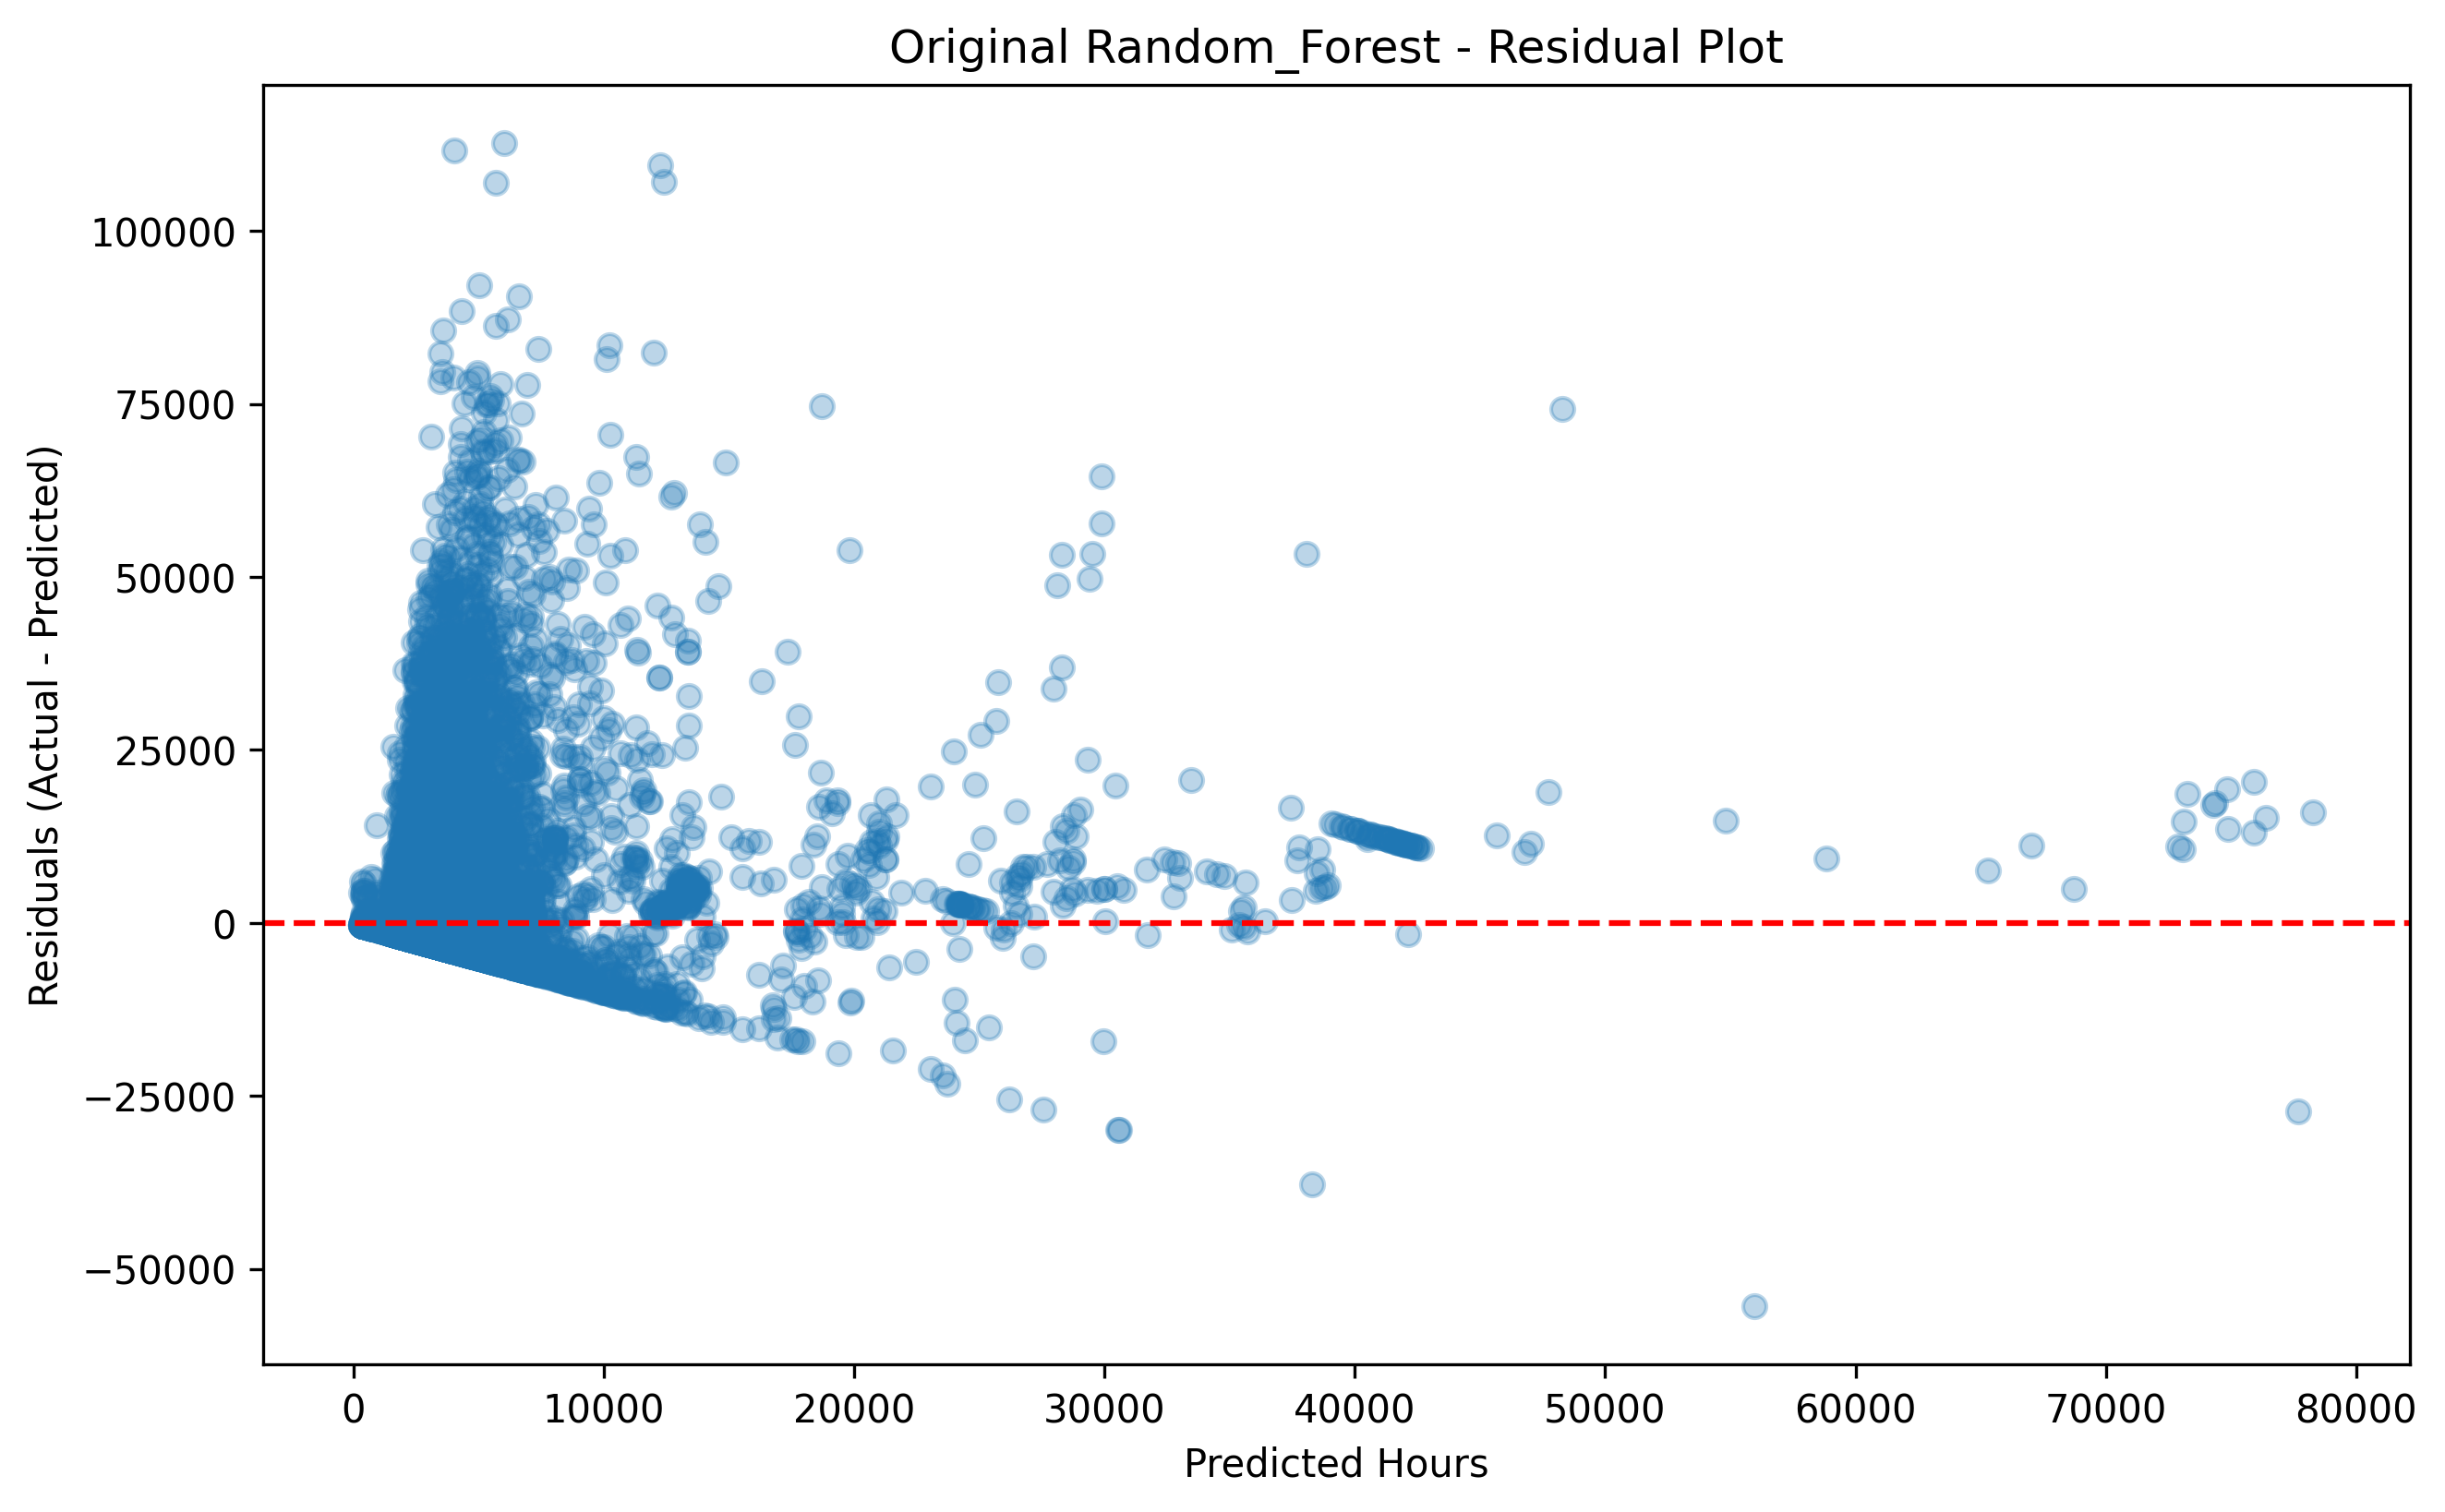 Original Random_Forest - Residual Plot
Residuals (Actual - Predicted)
100000
75000
50000
25000
0
−25000
−50000
0 10000 20000 30000 40000 50000 60000 70000 80000
Predicted Hours